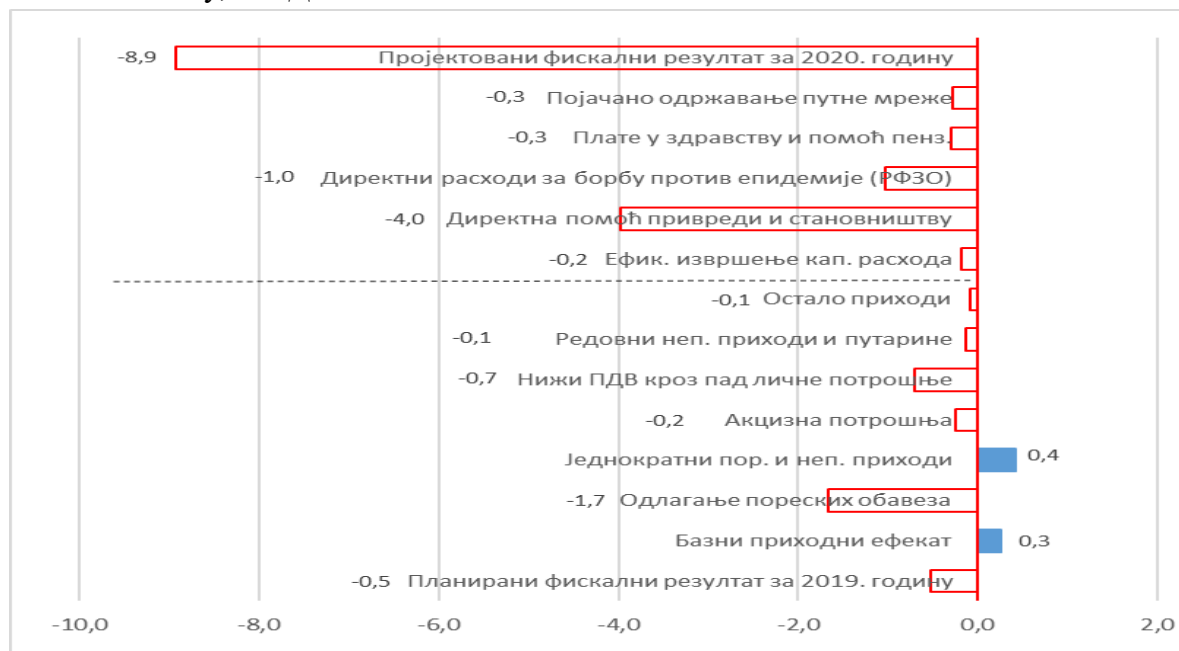 -8,9 Пројектовани фискални резултат за 2020. годину
-0,3 Појачано одржавање путне мреже
-0,3 Плате у здравству и помоћ пенз.
-1,0 Директни расходи за борбу против епидемије (РФЗО)
-4,0 Директна помоћ привреди и становништву
-0,2 Ефик. извршење кап. расхода
-0,1 Остало приходи
-0,1 Редовни неп. приходи и путарине
-0,7 Нижи ПДВ кроз пад личне потрошње
-0,2 Акцизна потрошња
Једнократни пор. и неп. приходи 0,4
-1,7 Одлагање пореских обавеза
Базни приходни ефекат 0,3
-0,5 Планирани фискални резултат за 2019. годину
-10,0 -8,0 -6,0 -4,0 -2,0 0,0 2,0